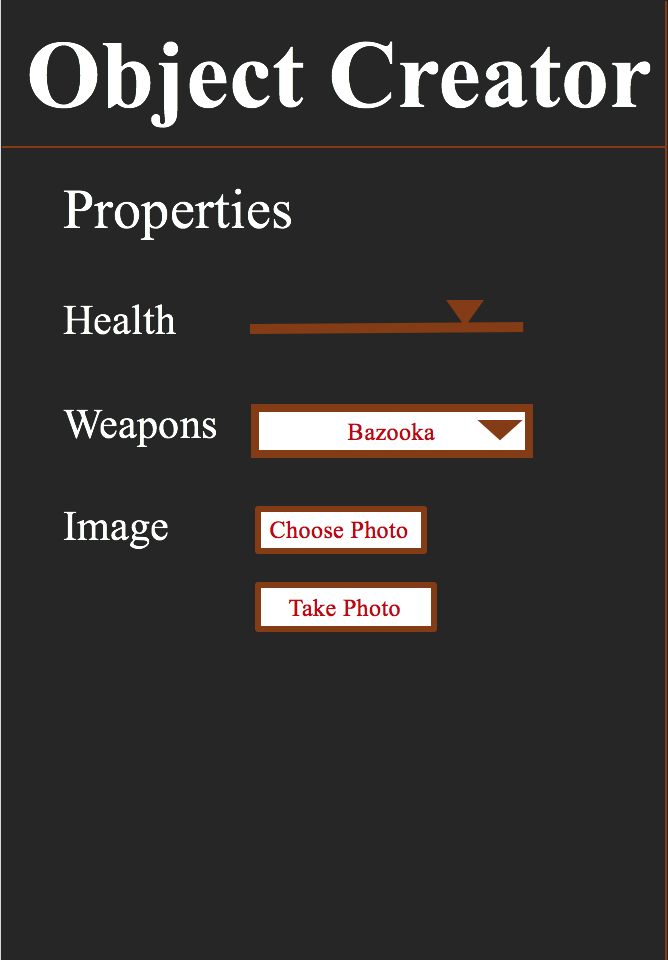 Object Creator
Properties
Health
Weapons Bazooka
Image Choose Photo
Take Photo